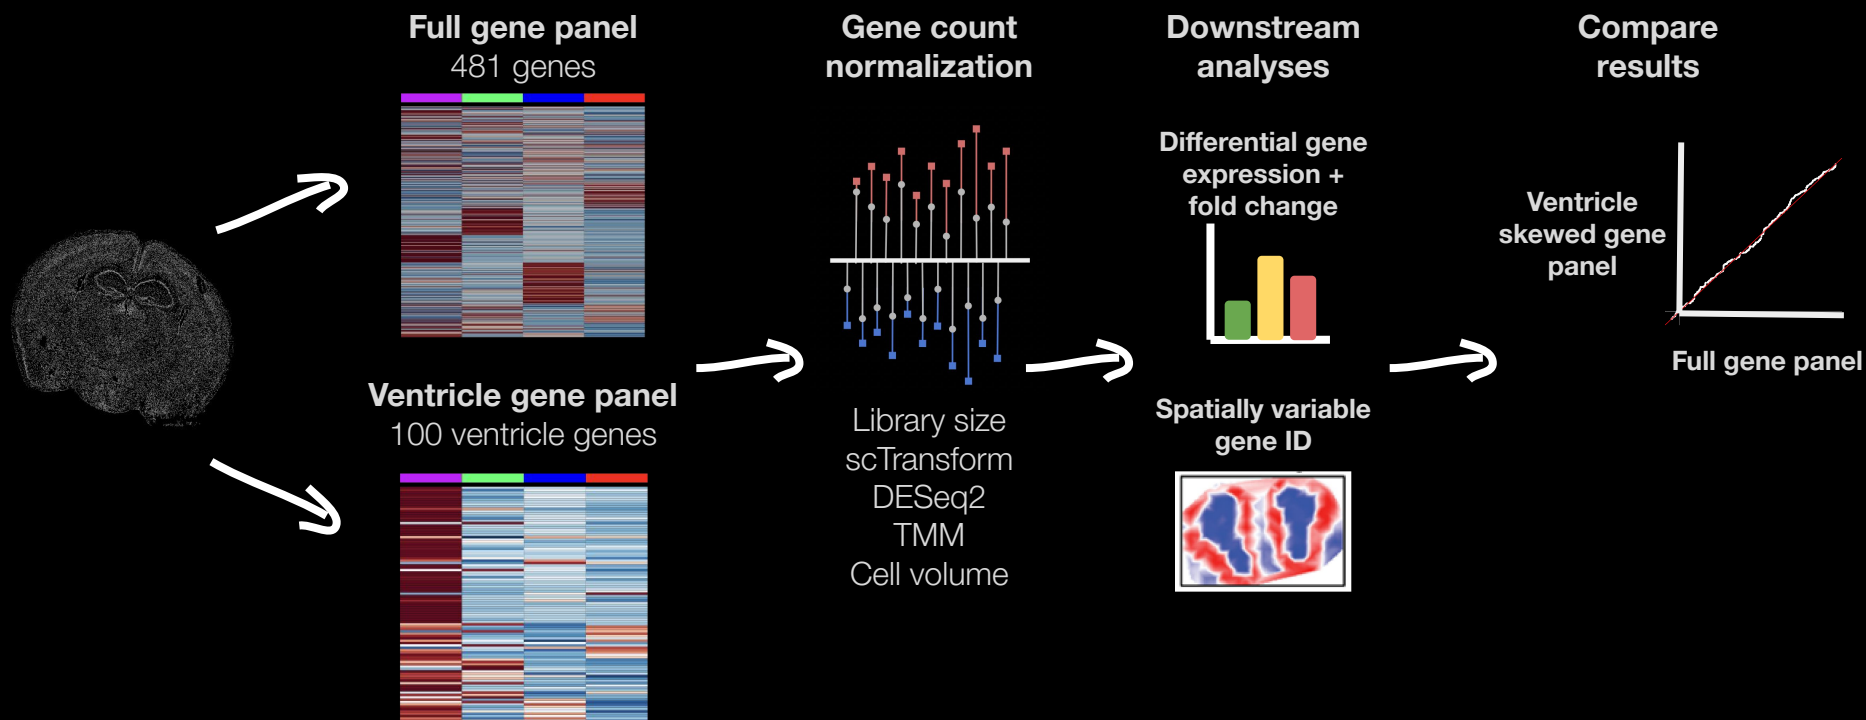 Full gene panel
481 genes
Ventricle gene panel
100 ventricle genes
Gene count
normalization
Library size
scTransform
DESeq2
TMM
Cell volume
Downstream
analyses
Differential gene
expression +
fold change
Spatially variable
gene ID
Compare
results
Ventricle
skewed gene
panel
Full gene panel